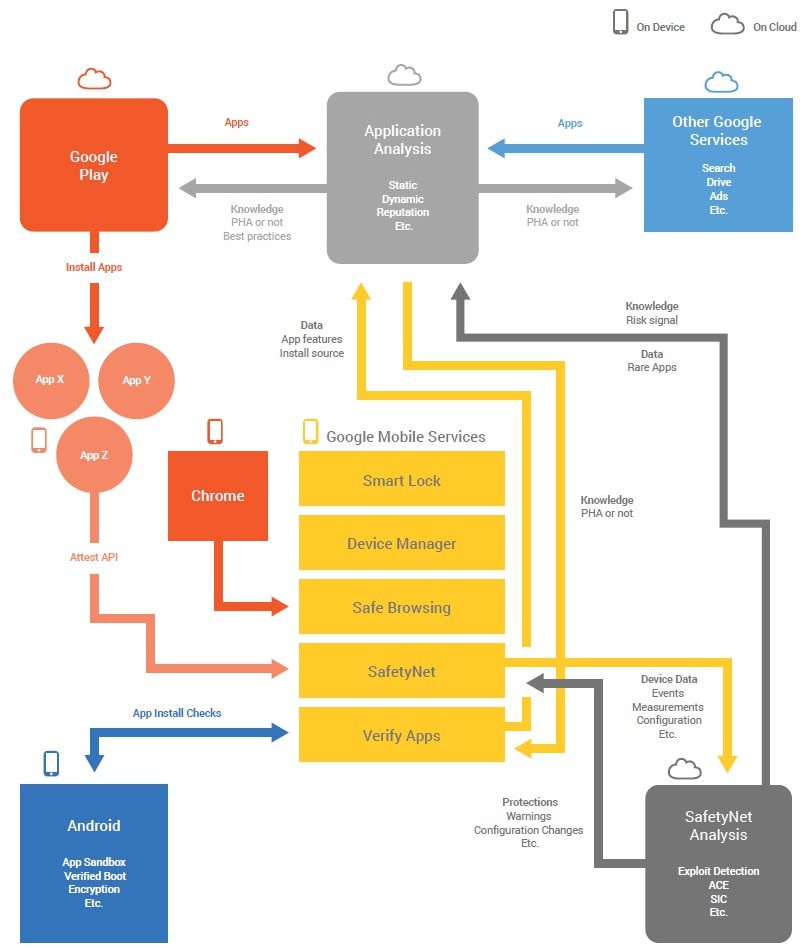 On Device
On Cloud
Google
Play
Apps
Application
Analysis
Static
Dynamic
Reputation
Etc.
Apps
Other Google
Services
Search
Drive
Ads
Etc.
Knowledge
PHA or not
Best practices
Knowledge
PHA or not
Install Apps
Data
App features
Install source
Knowledge
Risk signal
Data
Rare Apps
App X
App Y
App Z
Google Mobile Services
Chrome
Smart Lock
Device Manager
Safe Browsing
SafetyNet
Verify Apps
Knowledge
PHA or not
Attest API
App Install Checks
Device Data
Events
Measurements
Configuration
Etc.
Android
App Sandbox
Verified Boot
Encryption
Etc.
Protections
Warnings
Configuration Changes
Etc.
SafetyNet
Analysis
Exploit Detection
ACE
SIC
Etc.